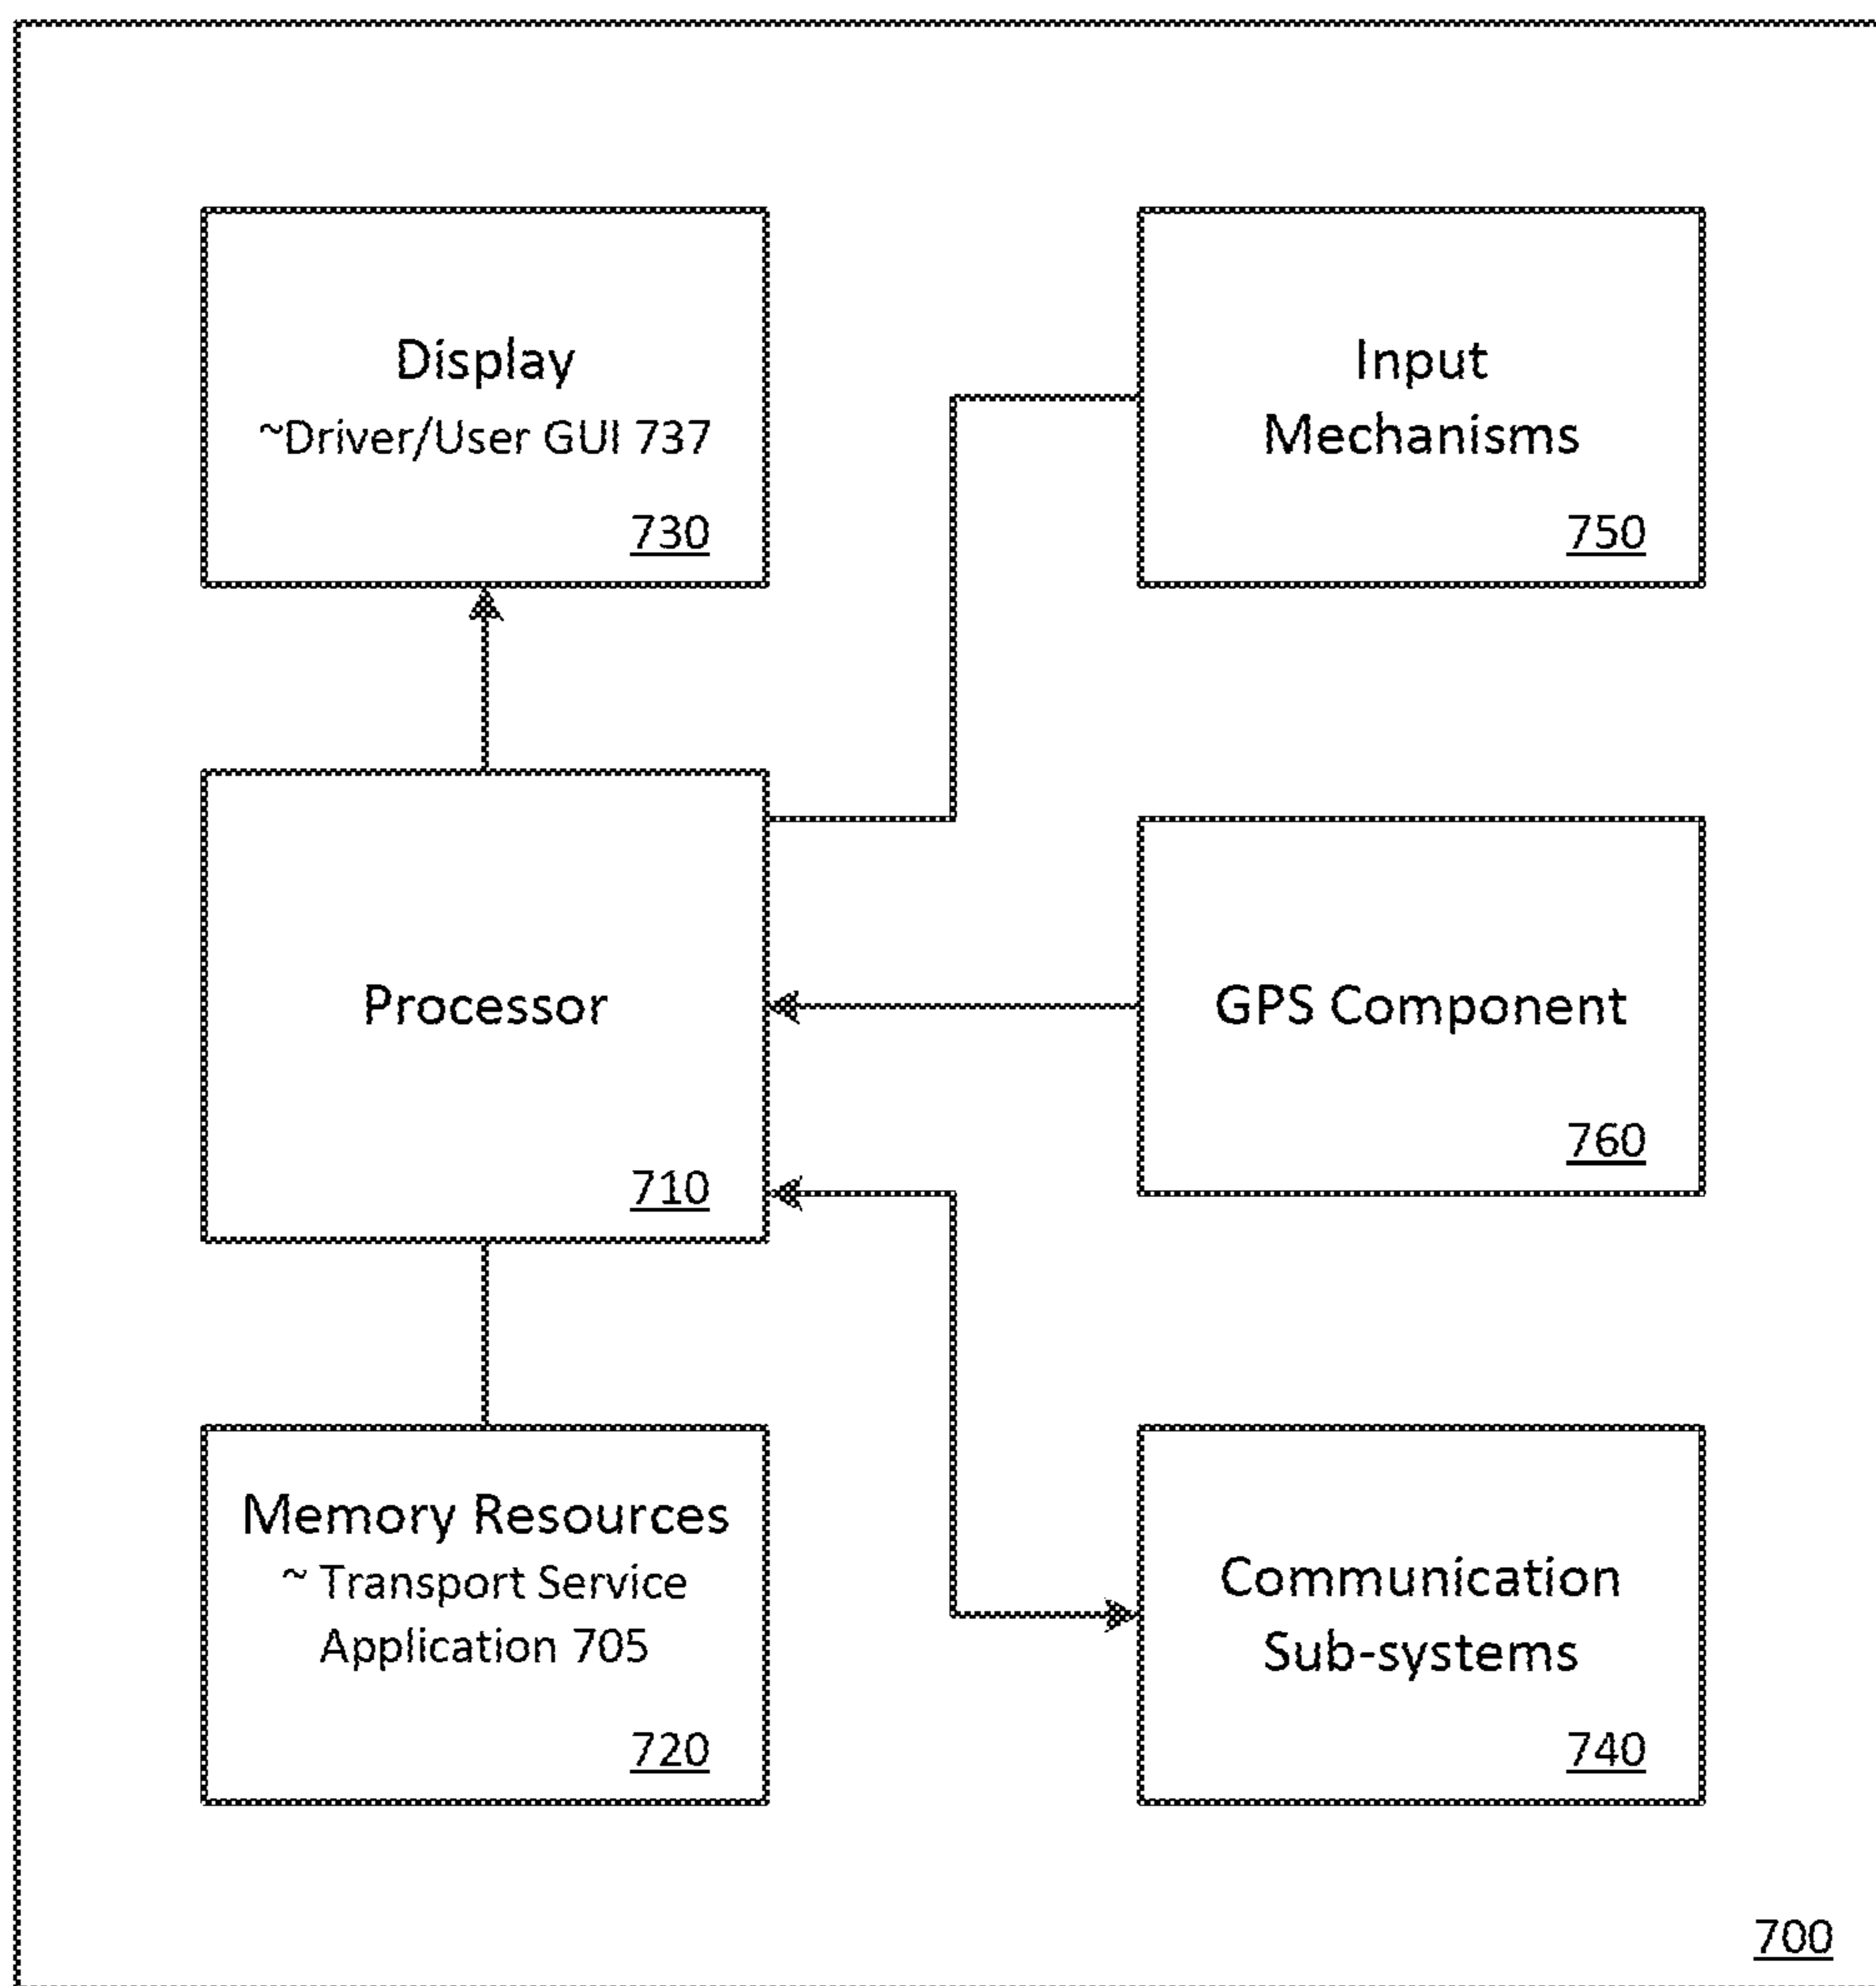 Display
~Driver/User GUI 737
730
Input
Mechanisms
750
Processor
710
GPS Component
760
Memory Resources
~ Transport Service
Application 705
720
Communication
Sub-systems
740
700